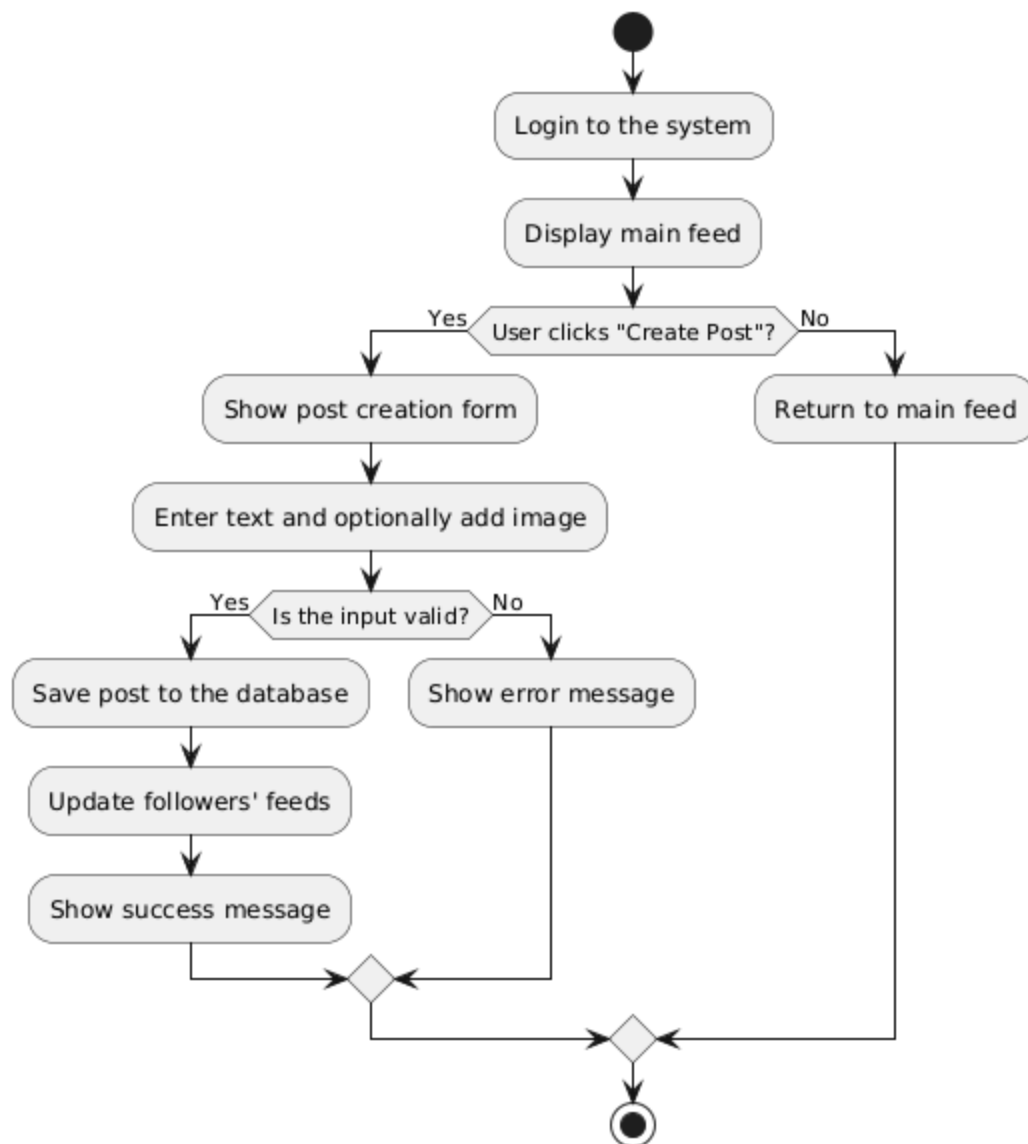 Login to the system
Display main feed
Yes
User clicks "Create Post"?
No
Show post creation form
Return to main feed
Enter text and optionally add image
Yes
Is the input valid?
No
Save post to the database
Show error message
Update followers' feeds
Show success message